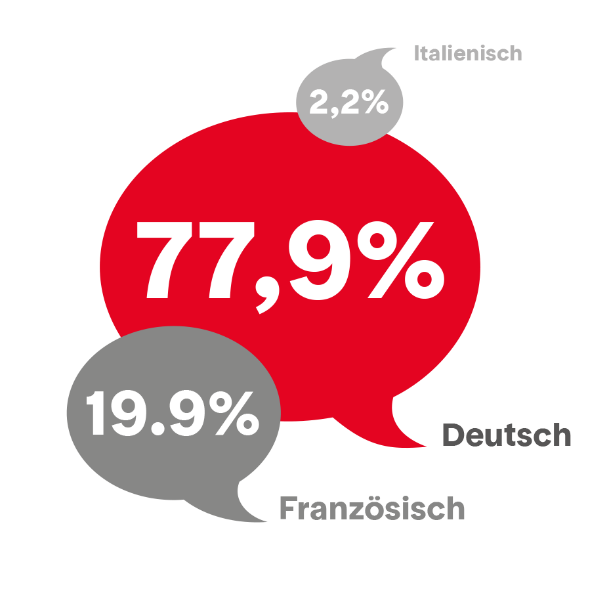 Italienisch
2,2%
77,9%
19.9%
Deutsch
Französisch